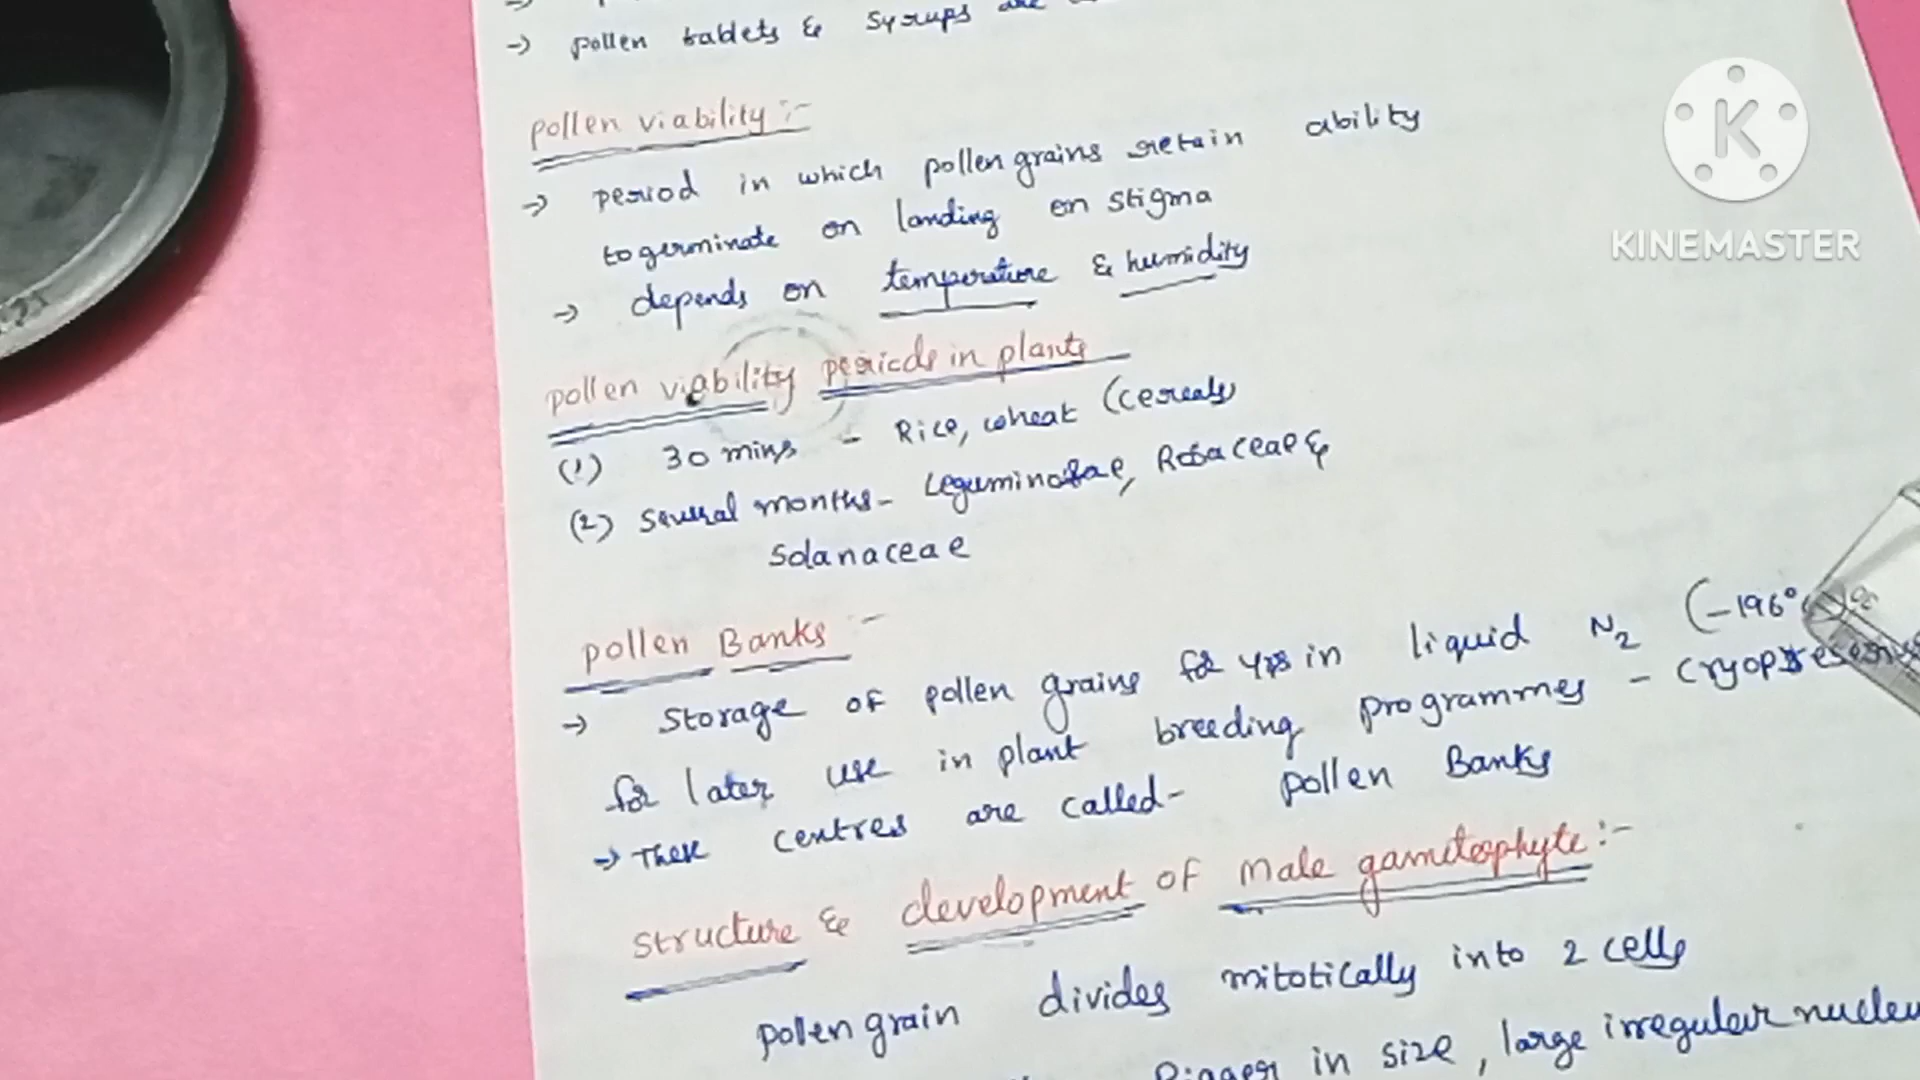 → pollen tablets & syrups are
pollen viability :-
→ period in which pollen grains retain ability
to germinate on landing on stigma
→ depends on temperature & humidity
pollen viability periods in plants
(1) 30 mins - Rice, wheat (cereals
(2) Several months - Leguminosae, Rosaceae &
Solanaceae
pollen Banks :-
→ Storage of pollen grains for yrs in liquid N2 (-196°
for later use in plant breeding programmes - cryopreserv
→ These centres are called - pollen Banks
structure & development of male gametophyte :-
pollen grain divides mitotically into 2 cells
Bigger in size, large irregular nucleu
K
KINEMASTER